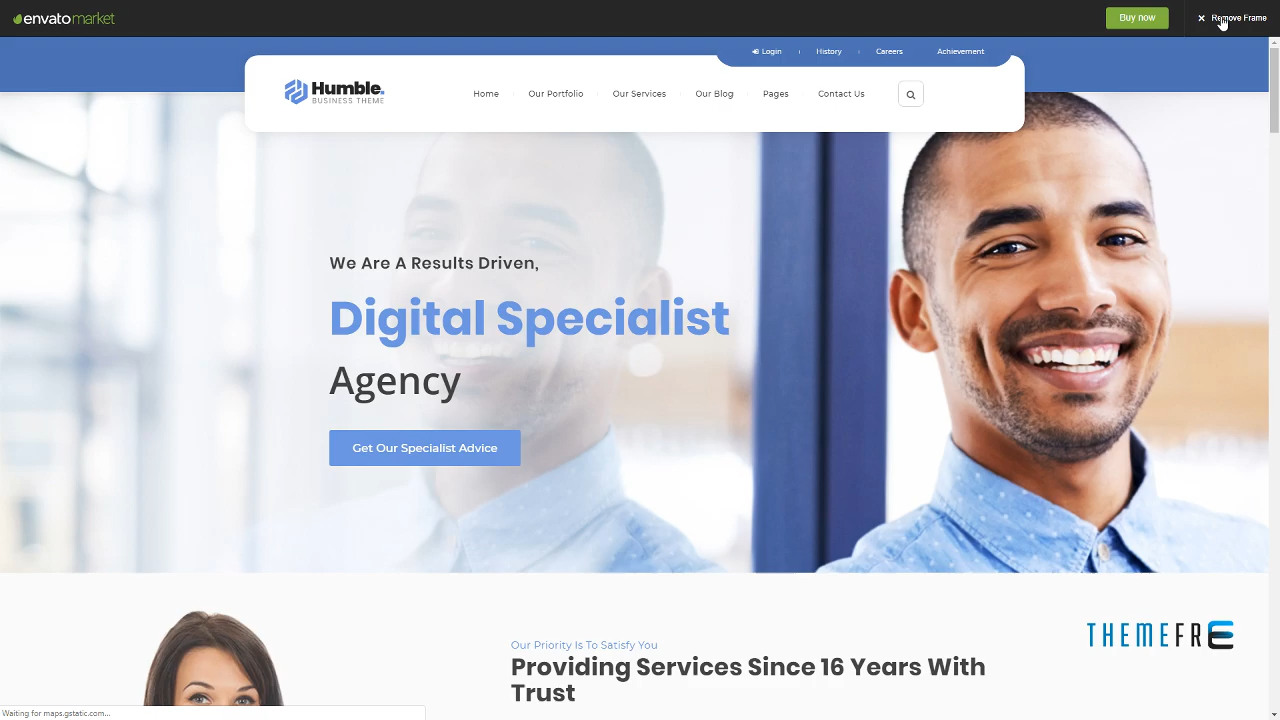 envatomarket
Buy now
✕ Remove Frame
Login
History
Careers
Achievement
Humble.
BUSINESS THEME
Home
Our Portfolio
Our Services
Our Blog
Pages
Contact Us
We Are A Results Driven,
Digital Specialist
Agency
Get Our Specialist Advice
Our Priority Is To Satisfy You
Providing Services Since 16 Years With
Trust
THEMEFRE
Waiting for maps.gstatic.com...